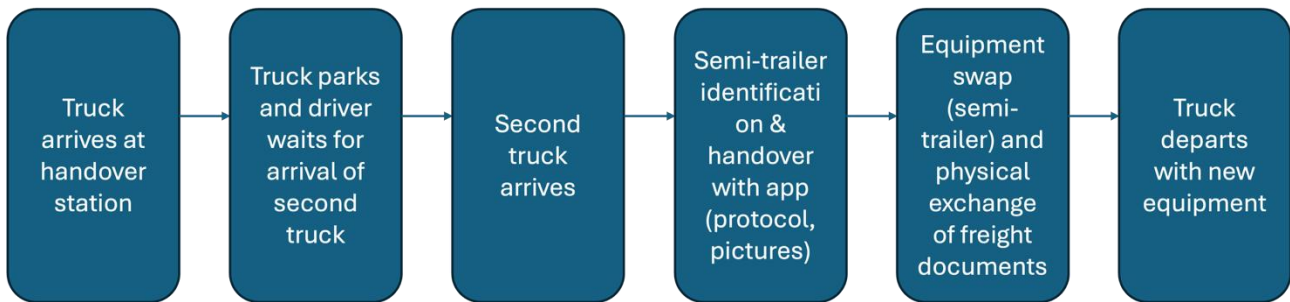 Truck
arrives at
handover
station
Truck parks
and driver
waits for
arrival of
second
truck
Second
truck
arrives
Semi-trailer
identificati
on &
handover
with app
(protocol,
pictures)
Equipment
swap
(semi-
trailer) and
physical
exchange
of freight
documents
Truck
departs
with new
equipment